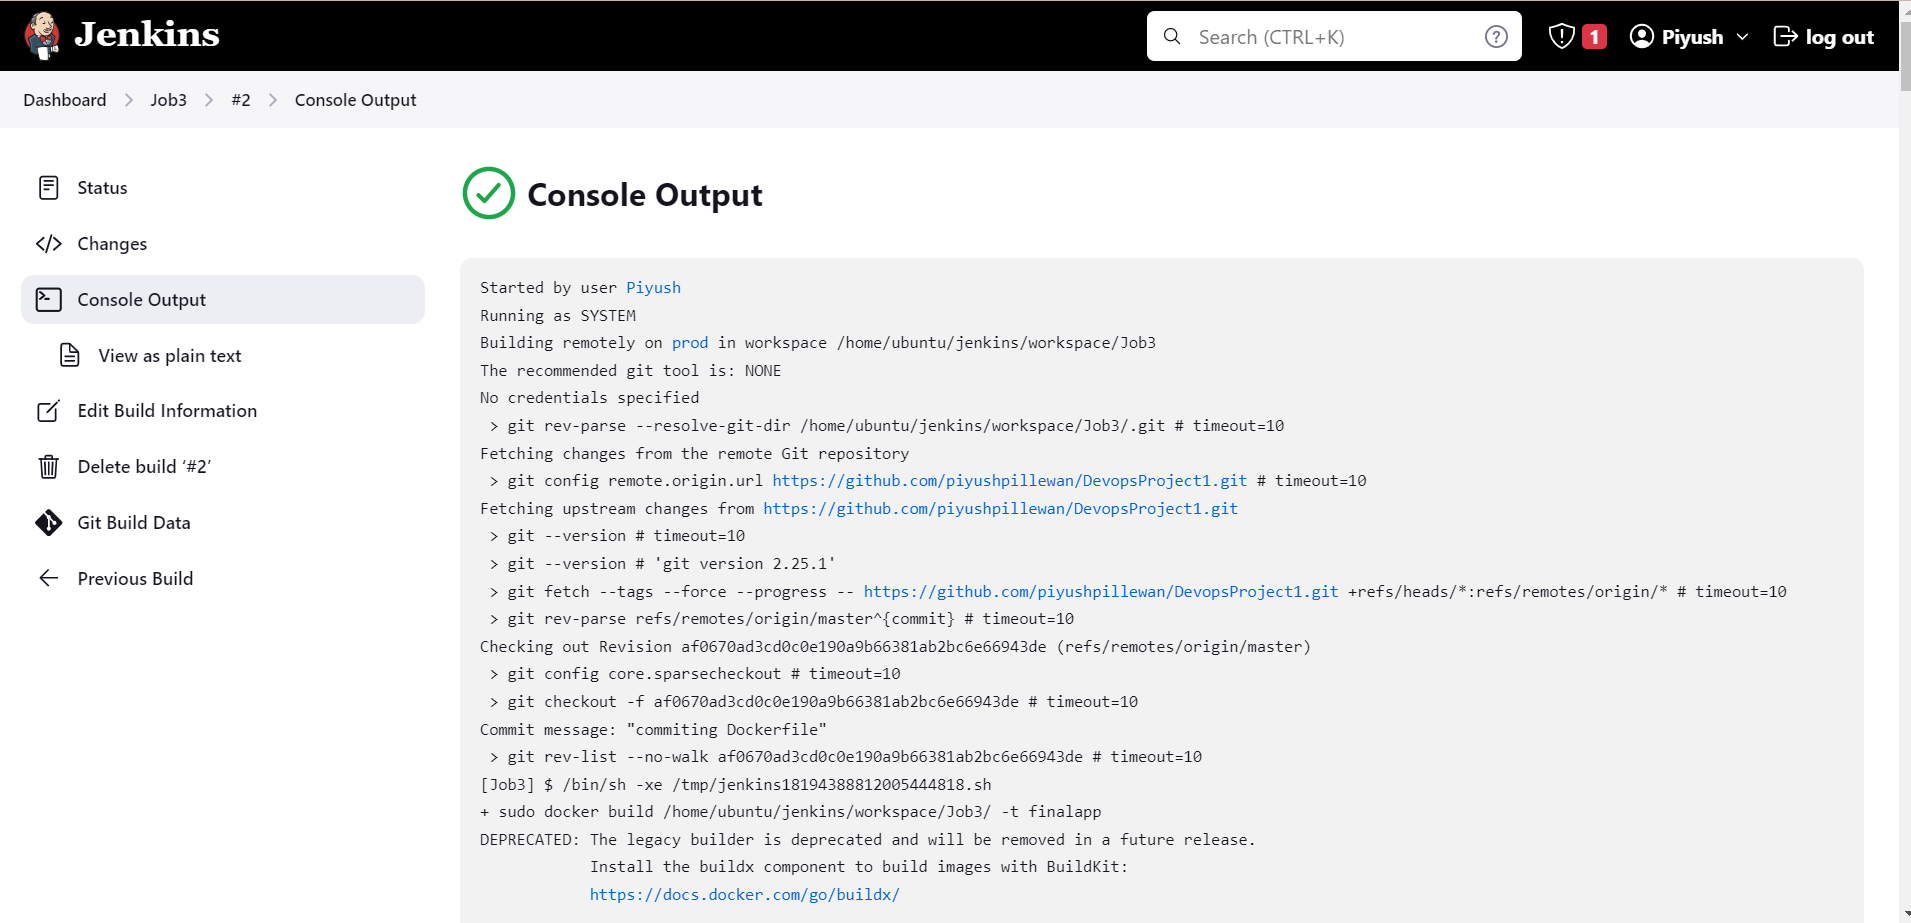 Jenkins
Search (CTRL+K)
?
1
Piyush
log out
Dashboard > Job3 > #2 > Console Output
Status
Changes
Console Output
View as plain text
Edit Build Information
Delete build ‘#2’
Git Build Data
Previous Build
Console Output
Started by user Piyush
Running as SYSTEM
Building remotely on prod in workspace /home/ubuntu/jenkins/workspace/Job3
The recommended git tool is: NONE
No credentials specified
 > git rev-parse --resolve-git-dir /home/ubuntu/jenkins/workspace/Job3/.git # timeout=10
Fetching changes from the remote Git repository
 > git config remote.origin.url https://github.com/piyushpillewan/DevopsProject1.git # timeout=10
Fetching upstream changes from https://github.com/piyushpillewan/DevopsProject1.git
 > git --version # timeout=10
 > git --version # 'git version 2.25.1'
 > git fetch --tags --force --progress -- https://github.com/piyushpillewan/DevopsProject1.git +refs/heads/*:refs/remotes/origin/* # timeout=10
 > git rev-parse refs/remotes/origin/master^{commit} # timeout=10
Checking out Revision af0670ad3cd0c0e190a9b66381ab2bc6e66943de (refs/remotes/origin/master)
 > git config core.sparsecheckout # timeout=10
 > git checkout -f af0670ad3cd0c0e190a9b66381ab2bc6e66943de # timeout=10
Commit message: "commiting Dockerfile"
 > git rev-list --no-walk af0670ad3cd0c0e190a9b66381ab2bc6e66943de # timeout=10
[Job3] $ /bin/sh -xe /tmp/jenkins18194388812005444818.sh
+ sudo docker build /home/ubuntu/jenkins/workspace/Job3/ -t finalapp
DEPRECATED: The legacy builder is deprecated and will be removed in a future release.
Install the buildx component to build images with BuildKit:
https://docs.docker.com/go/buildx/